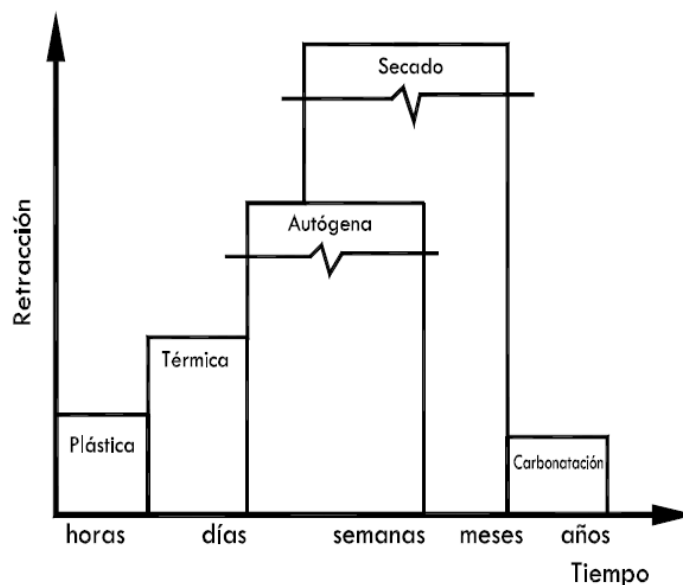 Retracción
Secado
Autógena
Térmica
Plástica
Carbonatación
horas
días
semanas
meses
años
Tiempo